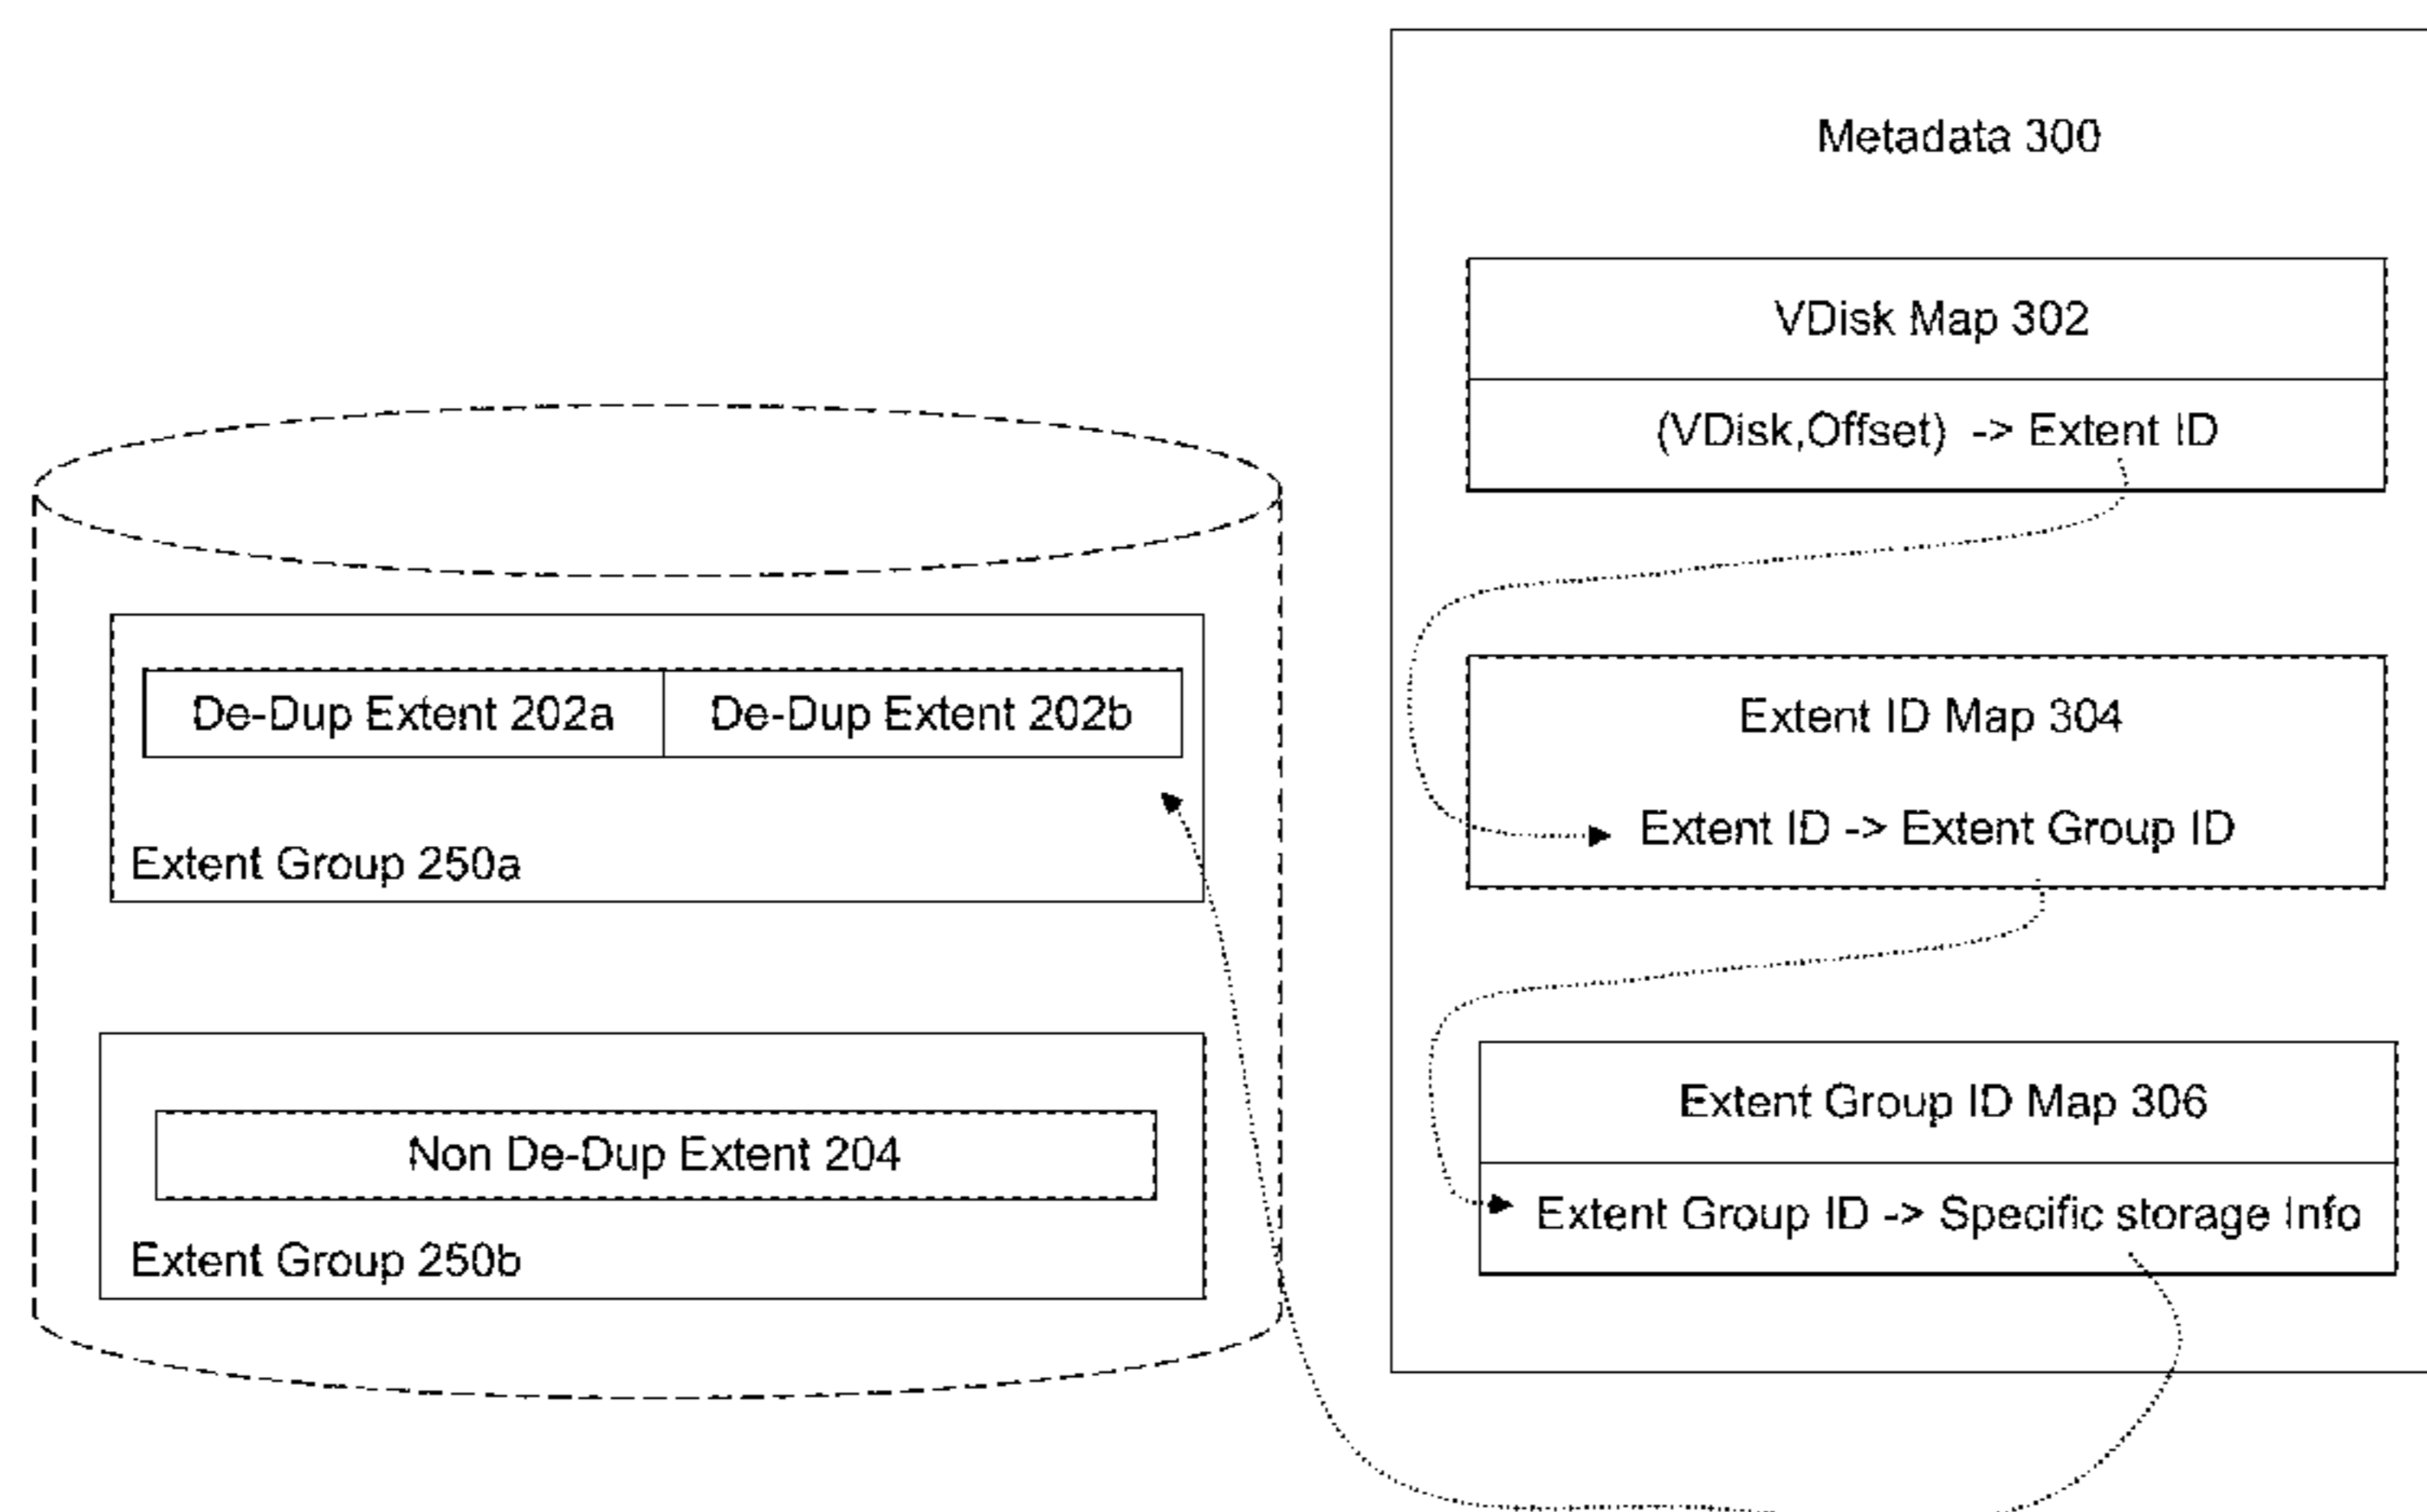 Metadata 300
VDisk Map 302
(VDisk,Offset) -> Extent ID
De-Dup Extent 202a
De-Dup Extent 202b
Extent Group 250a
Extent ID Map 304
Extent ID -> Extent Group ID
Non De-Dup Extent 204
Extent Group 250b
Extent Group ID Map 306
Extent Group ID -> Specific storage Info